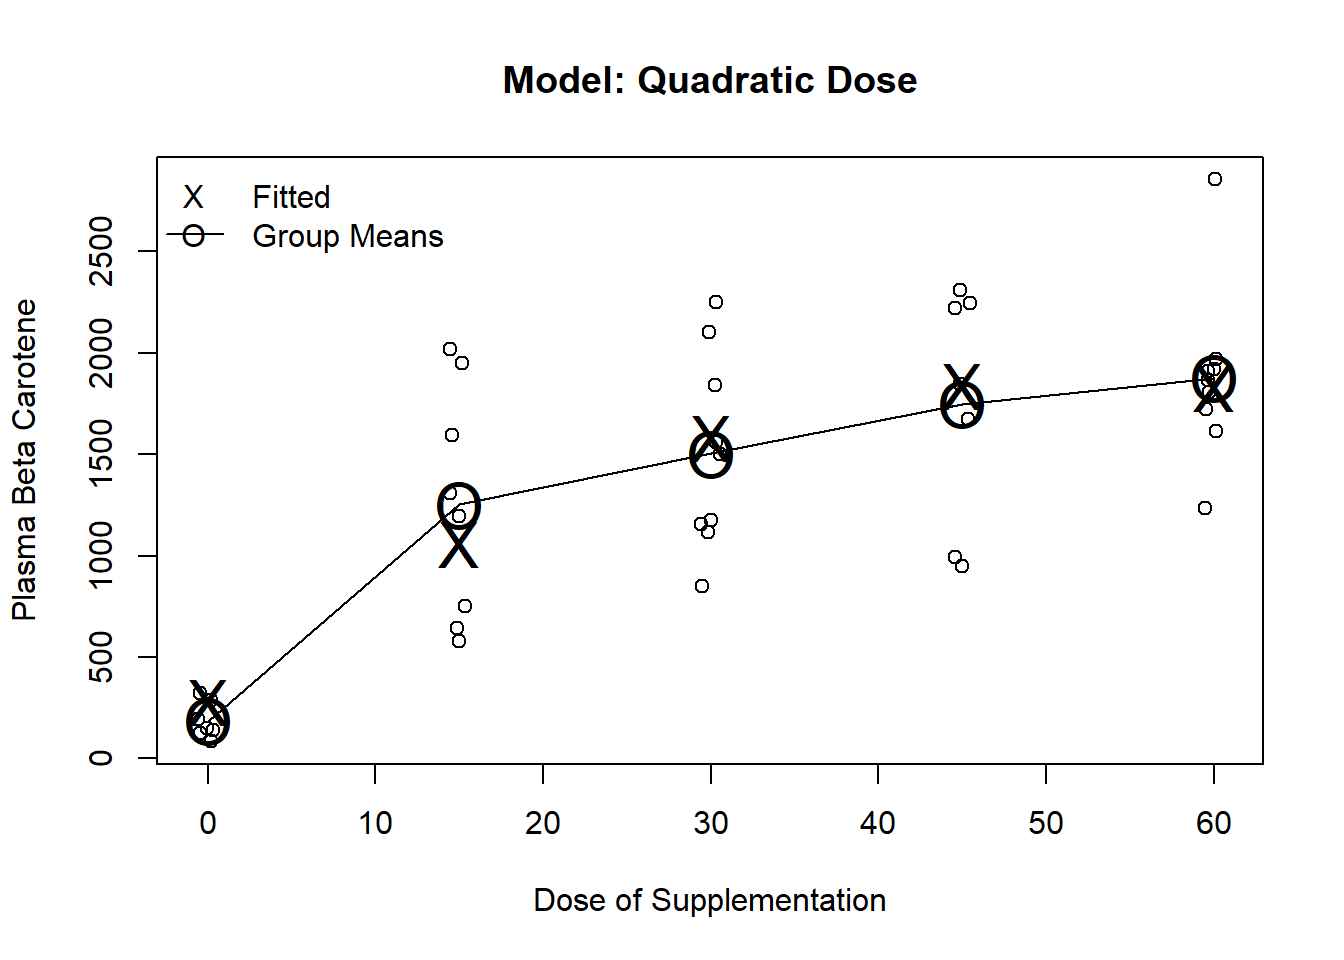 Model: Quadratic Dose
X Fitted
O Group Means
Plasma Beta Carotene
2500
2000
1500
1000
500
0
0 10 20 30 40 50 60
Dose of Supplementation